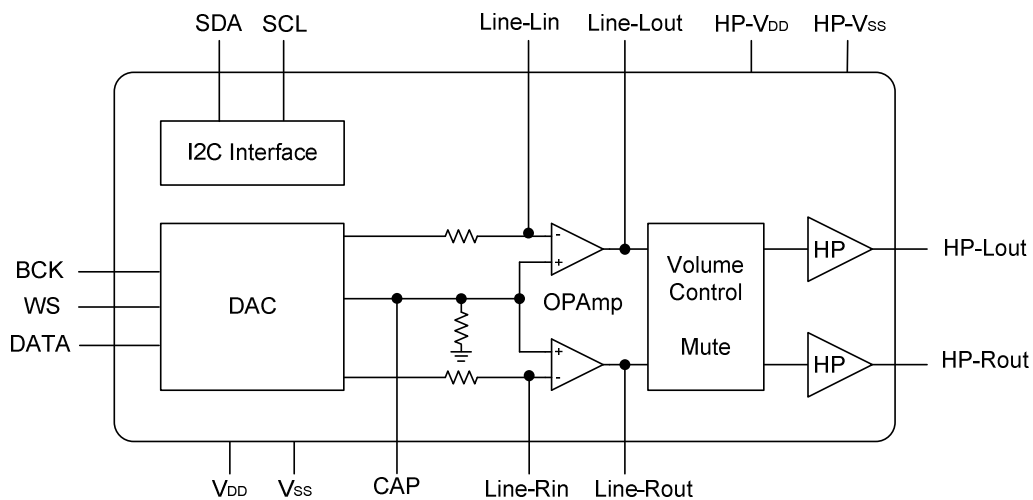 SDA SCL Line-Lin Line-Lout HP-VDD HP-VSS
I2C Interface
BCK
WS
DATA
DAC
-
+
OPAmp
+
-
Volume
Control
Mute
HP
HP-Lout
HP
HP-Rout
VDD VSS CAP Line-Rin Line-Rout